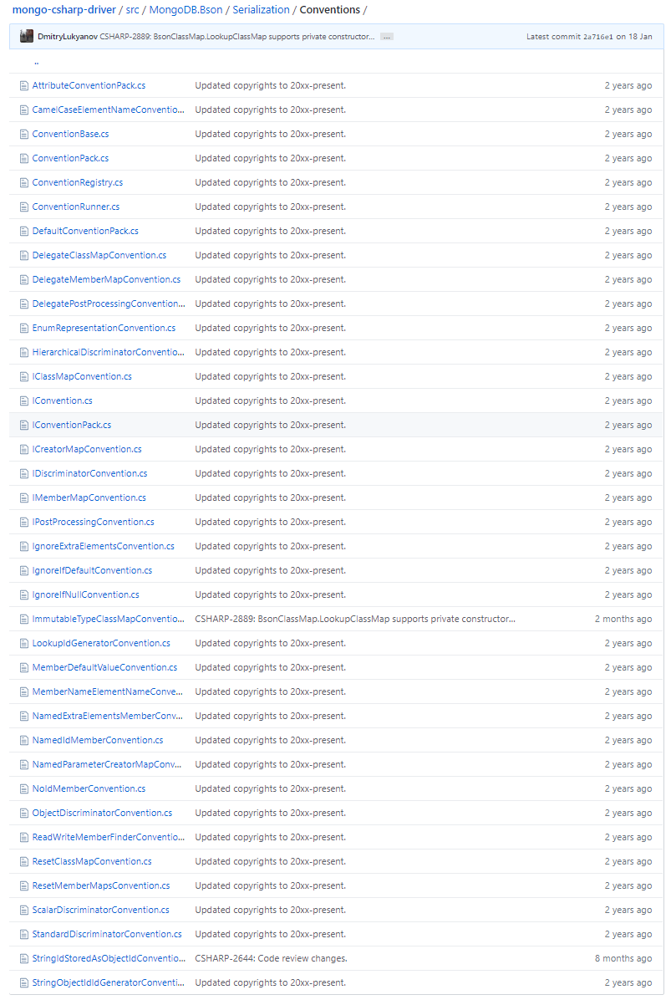 mongo-csharp-driver / src / MongoDB.Bson / Serialization / Conventions /
DmitryLukyanov CSHARP-2889: BsonClassMap.LookupClassMap supports private constructor... ... Latest commit 2a716e1 on 18 Jan
..
AttributeConventionPack.cs Updated copyrights to 20xx-present. 2 years ago
CamelCaseElementNameConventio... Updated copyrights to 20xx-present. 2 years ago
ConventionBase.cs Updated copyrights to 20xx-present. 2 years ago
ConventionPack.cs Updated copyrights to 20xx-present. 2 years ago
ConventionRegistry.cs Updated copyrights to 20xx-present. 2 years ago
ConventionRunner.cs Updated copyrights to 20xx-present. 2 years ago
DefaultConventionPack.cs Updated copyrights to 20xx-present. 2 years ago
DelegateClassMapConvention.cs Updated copyrights to 20xx-present. 2 years ago
DelegateMemberMapConvention.cs Updated copyrights to 20xx-present. 2 years ago
DelegatePostProcessingConvention... Updated copyrights to 20xx-present. 2 years ago
EnumRepresentationConvention.cs Updated copyrights to 20xx-present. 2 years ago
HierarchicalDiscriminatorConventio... Updated copyrights to 20xx-present. 2 years ago
IClassMapConvention.cs Updated copyrights to 20xx-present. 2 years ago
IConvention.cs Updated copyrights to 20xx-present. 2 years ago
IConventionPack.cs Updated copyrights to 20xx-present. 2 years ago
ICreatorMapConvention.cs Updated copyrights to 20xx-present. 2 years ago
IDiscriminatorConvention.cs Updated copyrights to 20xx-present. 2 years ago
IMemberMapConvention.cs Updated copyrights to 20xx-present. 2 years ago
IPostProcessingConvention.cs Updated copyrights to 20xx-present. 2 years ago
IgnoreExtraElementsConvention.cs Updated copyrights to 20xx-present. 2 years ago
IgnoreIfDefaultConvention.cs Updated copyrights to 20xx-present. 2 years ago
IgnoreIfNullConvention.cs Updated copyrights to 20xx-present. 2 years ago
ImmutableTypeClassMapConventio... CSHARP-2889: BsonClassMap.LookupClassMap supports private constructor... 2 months ago
LookupIdGeneratorConvention.cs Updated copyrights to 20xx-present. 2 years ago
MemberDefaultValueConvention.cs Updated copyrights to 20xx-present. 2 years ago
MemberNameElementNameConve... Updated copyrights to 20xx-present. 2 years ago
NamedExtraElementsMemberConv... Updated copyrights to 20xx-present. 2 years ago
NamedIdMemberConvention.cs Updated copyrights to 20xx-present. 2 years ago
NamedParameterCreatorMapConv... Updated copyrights to 20xx-present. 2 years ago
NoIdMemberConvention.cs Updated copyrights to 20xx-present. 2 years ago
ObjectDiscriminatorConvention.cs Updated copyrights to 20xx-present. 2 years ago
ReadWriteMemberFinderConventio... Updated copyrights to 20xx-present. 2 years ago
ResetClassMapConvention.cs Updated copyrights to 20xx-present. 2 years ago
ResetMemberMapsConvention.cs Updated copyrights to 20xx-present. 2 years ago
ScalarDiscriminatorConvention.cs Updated copyrights to 20xx-present. 2 years ago
StandardDiscriminatorConvention.cs Updated copyrights to 20xx-present. 2 years ago
StringIdStoredAsObjectIdConventio... CSHARP-2644: Code review changes. 8 months ago
StringObjectIdIdGeneratorConventi... Updated copyrights to 20xx-present. 2 years ago